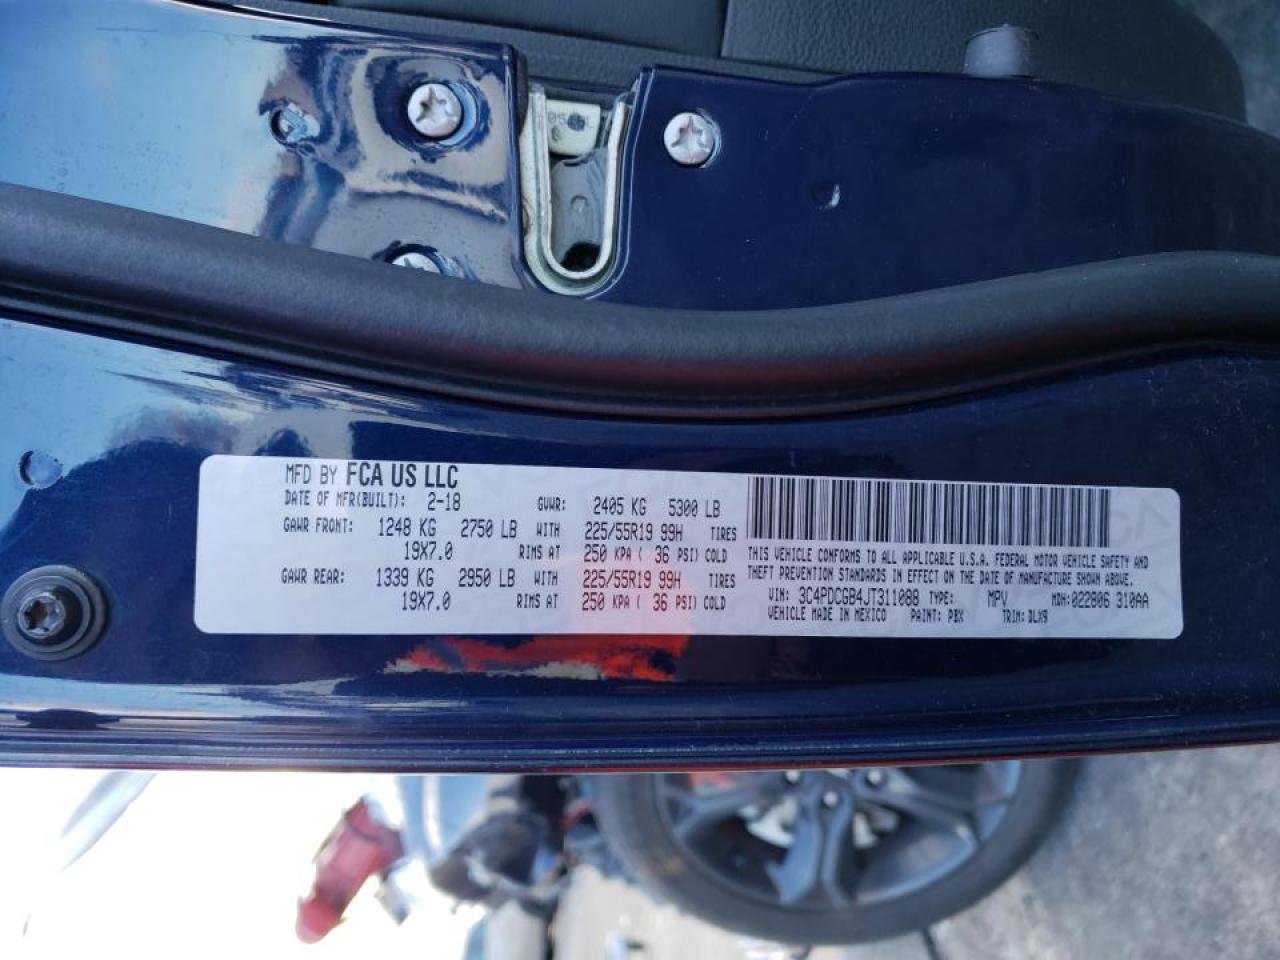 MFD BY FCA US LLC
DATE OF MFR(BUILT): 2-18 GVWR: 2405 KG 5300 LB
GAWR FRONT: 1248 KG 2750 LB WITH 225/55R19 99H TIRES
19X7.0 RIMS AT 250 KPA ( 36 PSI) COLD
GAWR REAR: 1339 KG 2950 LB WITH 225/55R19 99H TIRES
19X7.0 RIMS AT 250 KPA ( 36 PSI) COLD
THIS VEHICLE CONFORMS TO ALL APPLICABLE U.S.A. FEDERAL MOTOR VEHICLE SAFETY AND
THEFT PREVENTION STANDARDS IN EFFECT ON THE DATE OF MANUFACTURE SHOWN ABOVE.
VIN: 3C4PDCGB4JT311088 TYPE: MPV MDH: 022806 310AA
VEHICLE MADE IN MEXICO PAINT: PBX TRIM: DLX9